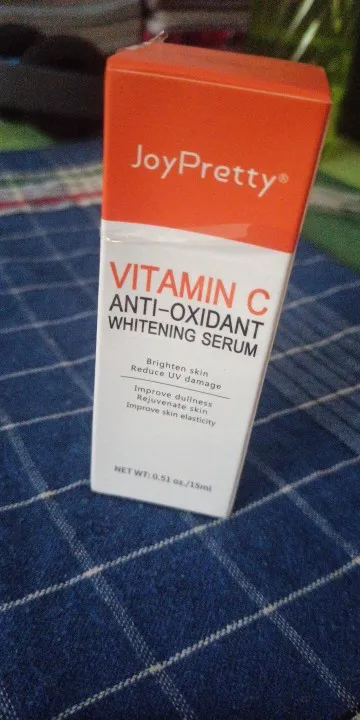 JoyPretty®
VITAMIN C
ANTI-OXIDANT
WHITENING SERUM
Brighten skin
Reduce UV damage
Improve dullness
Rejuvenate skin
Improve skin elasticity
NET WT: 0.51 oz./15ml